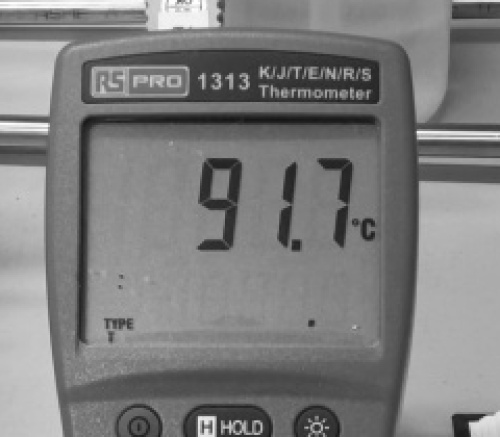 RS PRO 1313 K/J/T/E/N/R/S
Thermometer
91.7 °C
TYPE
T
H HOLD